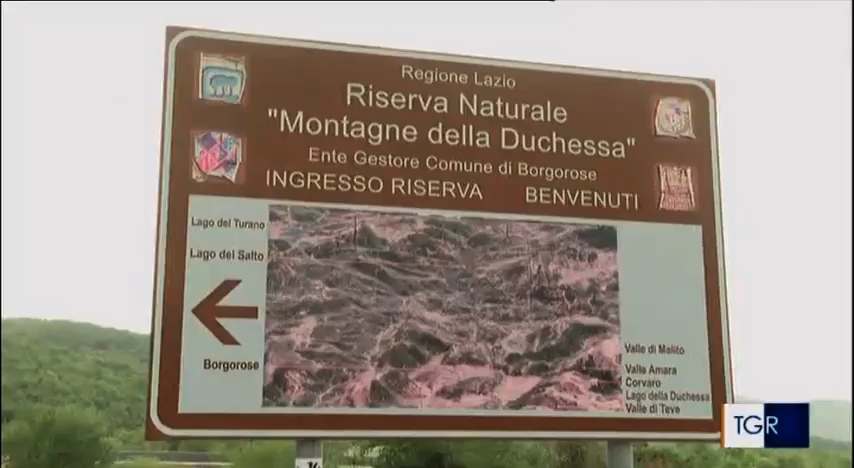 Regione Lazio
Riserva Naturale
"Montagne della Duchessa"
Ente Gestore Comune di Borgorose
INGRESSO RISERVA BENVENUTI
Lago del Turano
Lago del Salto
Borgorose
Valle di Malito
Valle Amara
Corvaro
Lago della Duchessa
Valle di Teve
TGR